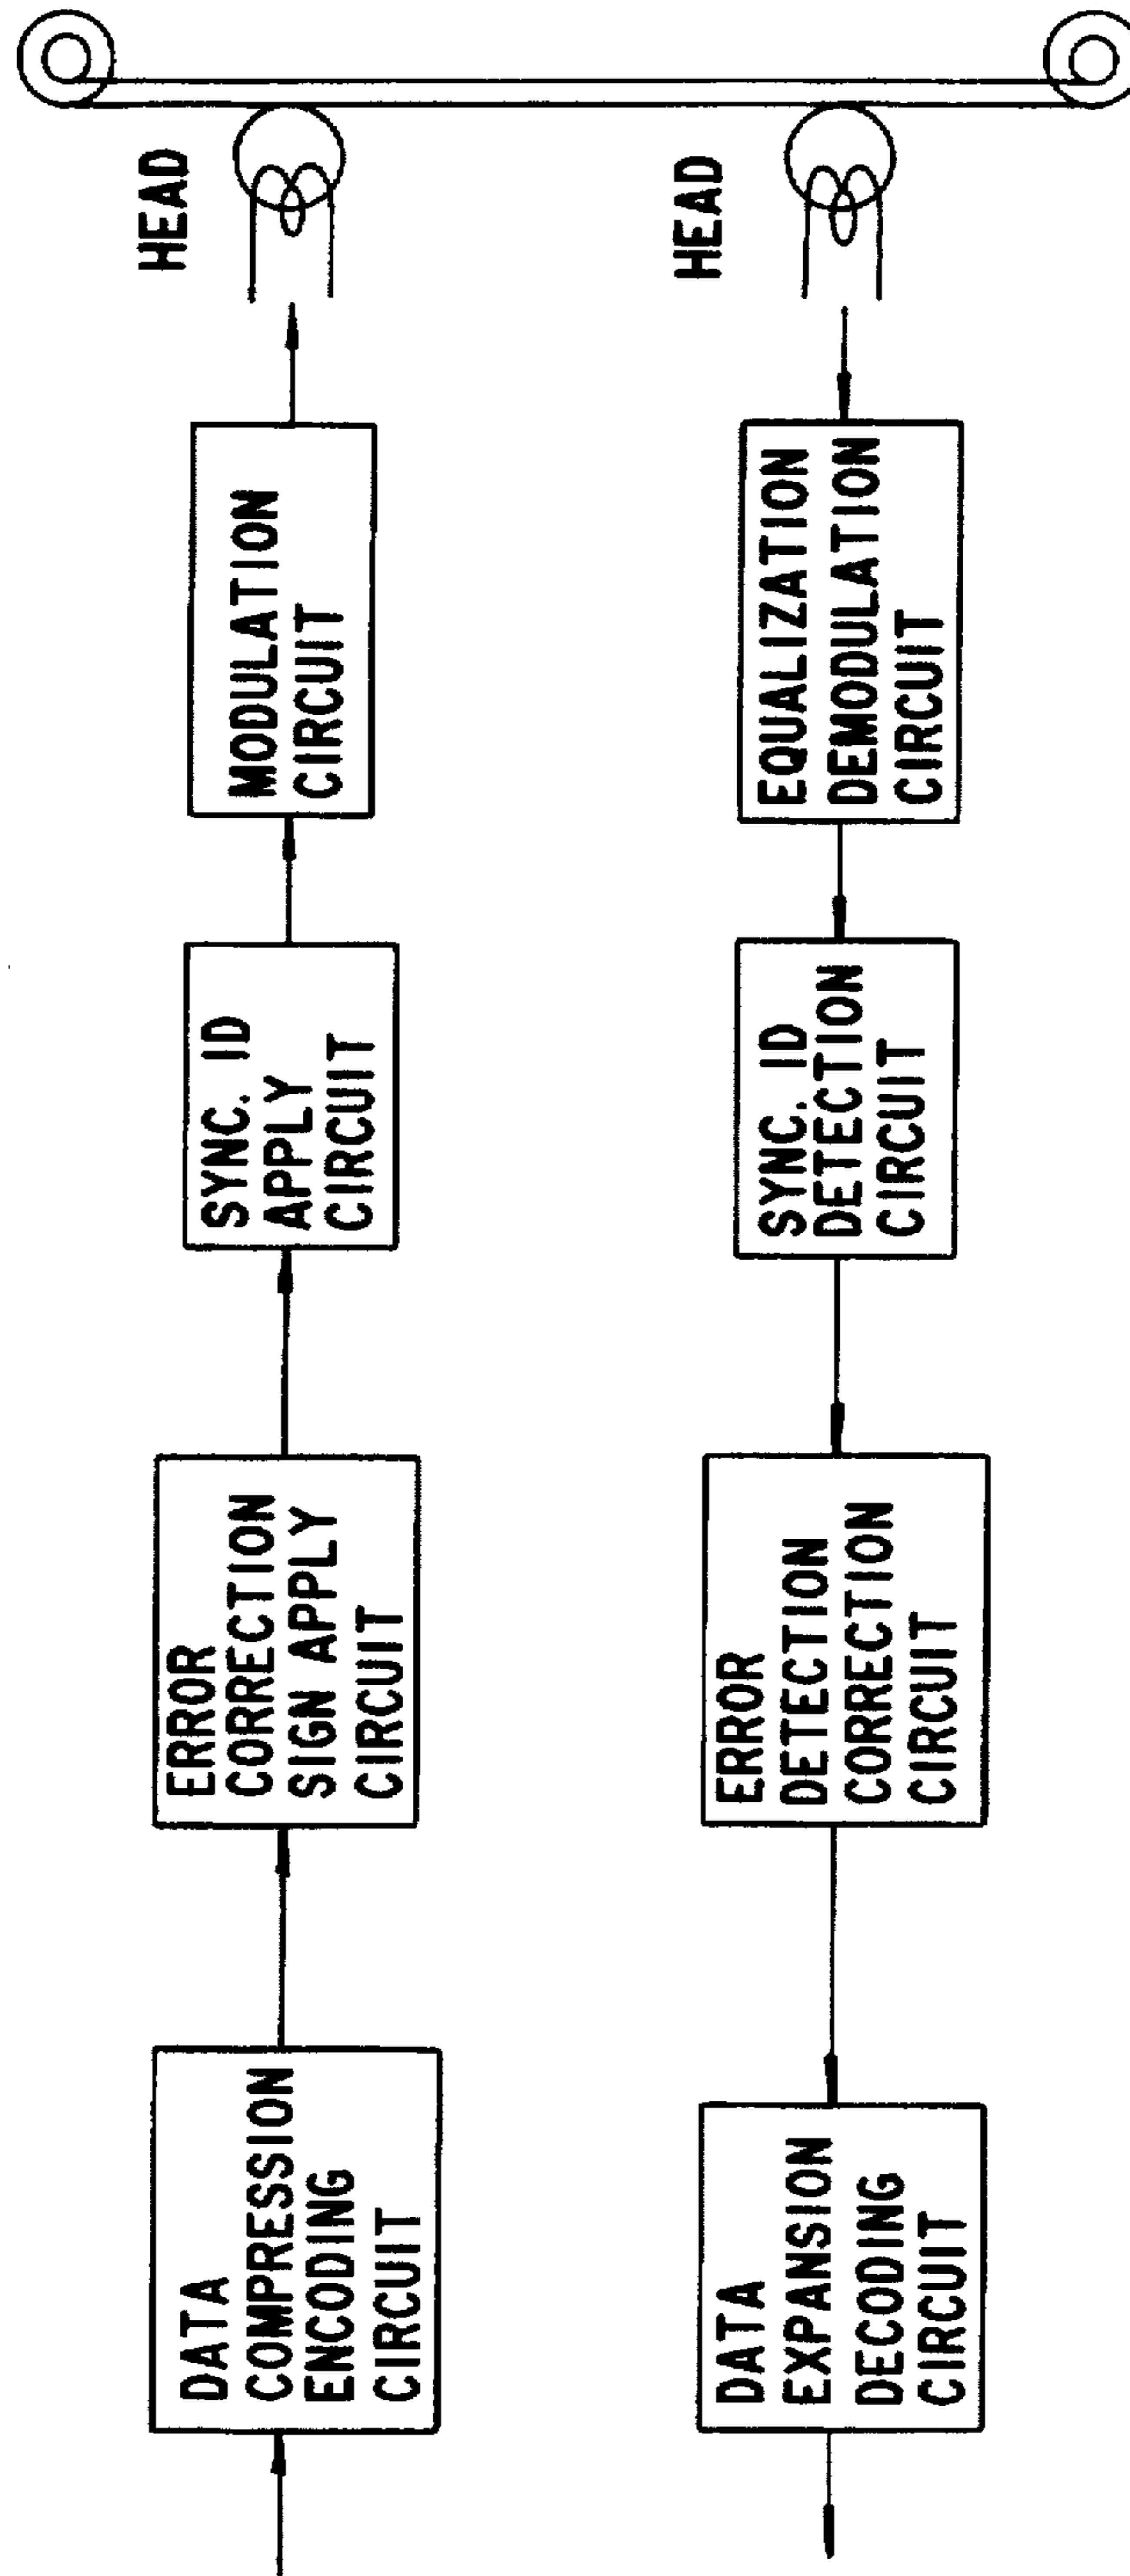 DATA
COMPRESSION
ENCODING
CIRCUIT
ERROR
CORRECTION
SIGN APPLY
CIRCUIT
SYNC. ID
APPLY
CIRCUIT
MODULATION
CIRCUIT
HEAD
DATA
EXPANSION
DECODING
CIRCUIT
ERROR
DETECTION
CORRECTION
CIRCUIT
SYNC. ID
DETECTION
CIRCUIT
EQUALIZATION
DEMODULATION
CIRCUIT
HEAD